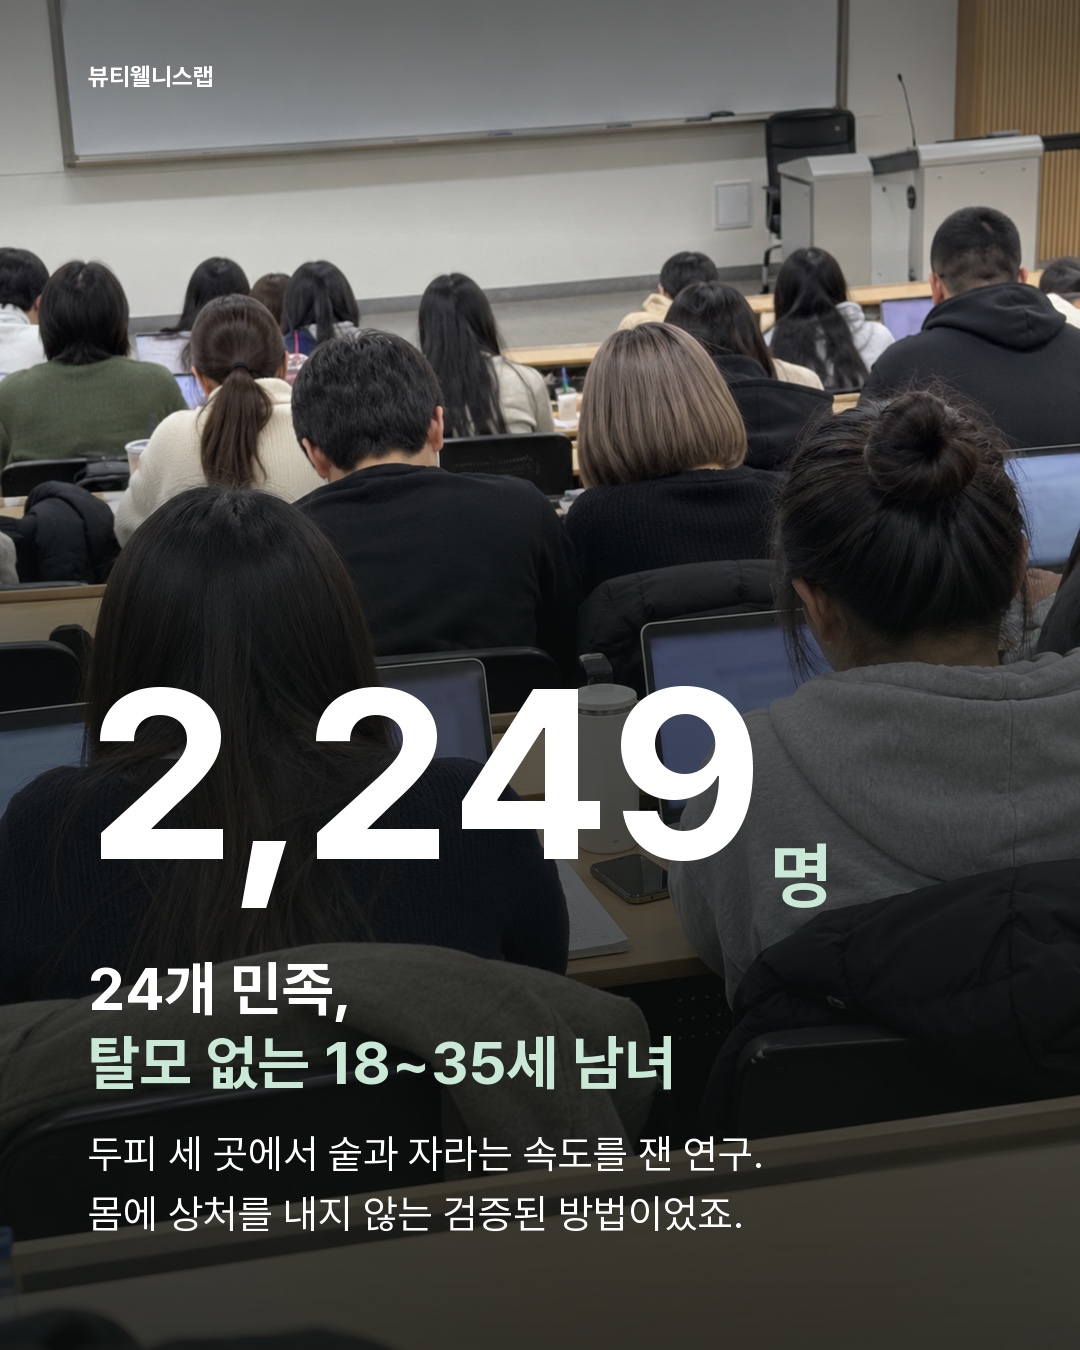 뷰티웰니스랩
2,249명
24개 민족,
탈모 없는 18~35세 남녀
두피 세 곳에서 숱과 자라는 속도를 잰 연구.
몸에 상처를 내지 않는 검증된 방법이었죠.